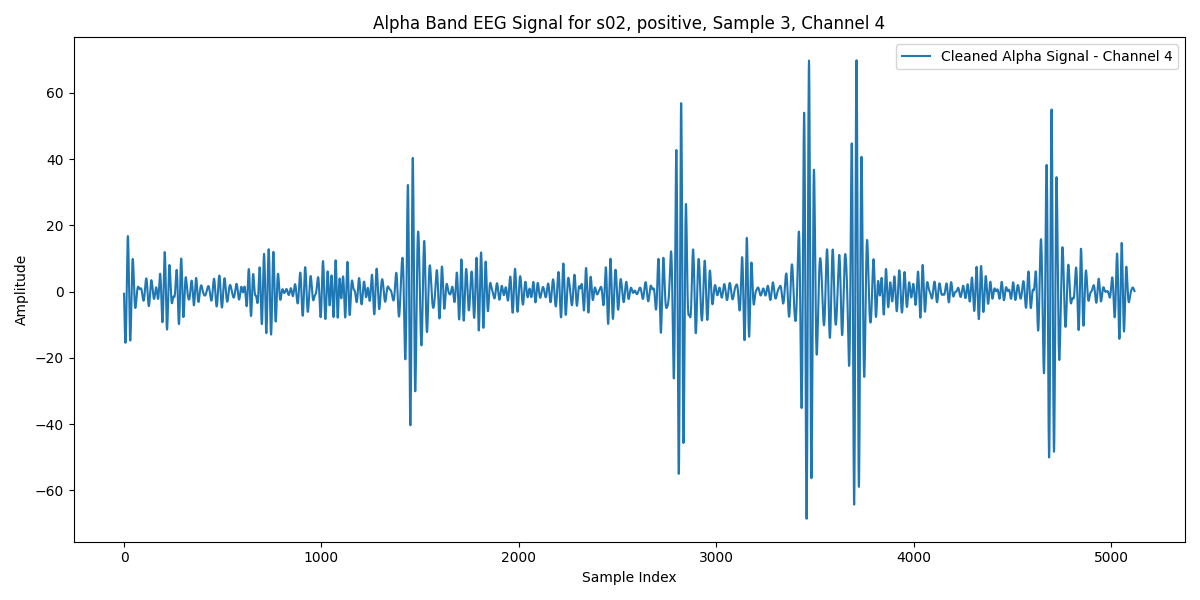 Alpha Band EEG Signal for s02, positive, Sample 3, Channel 4
Cleaned Alpha Signal - Channel 4
Amplitude
60
40
20
0
−20
−40
−60
0 1000 2000 3000 4000 5000
Sample Index